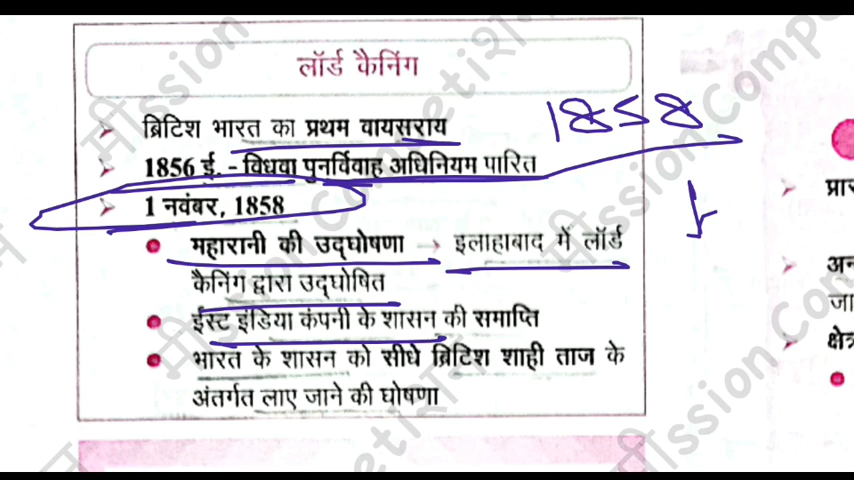 लॉर्ड कैनिंग
ब्रिटिश भारत का प्रथम वायसराय
1858
1856 ई. - विधवा पुनर्विवाह अधिनियम पारित
1 नवंबर, 1858
महारानी की उद्घोषणा → इलाहाबाद में लॉर्ड
कैनिंग द्वारा उद्घोषित
ईस्ट इंडिया कंपनी के शासन की समाप्ति
भारत के शासन को सीधे ब्रिटिश शाही ताज के
अंतर्गत लाए जाने की घोषणा